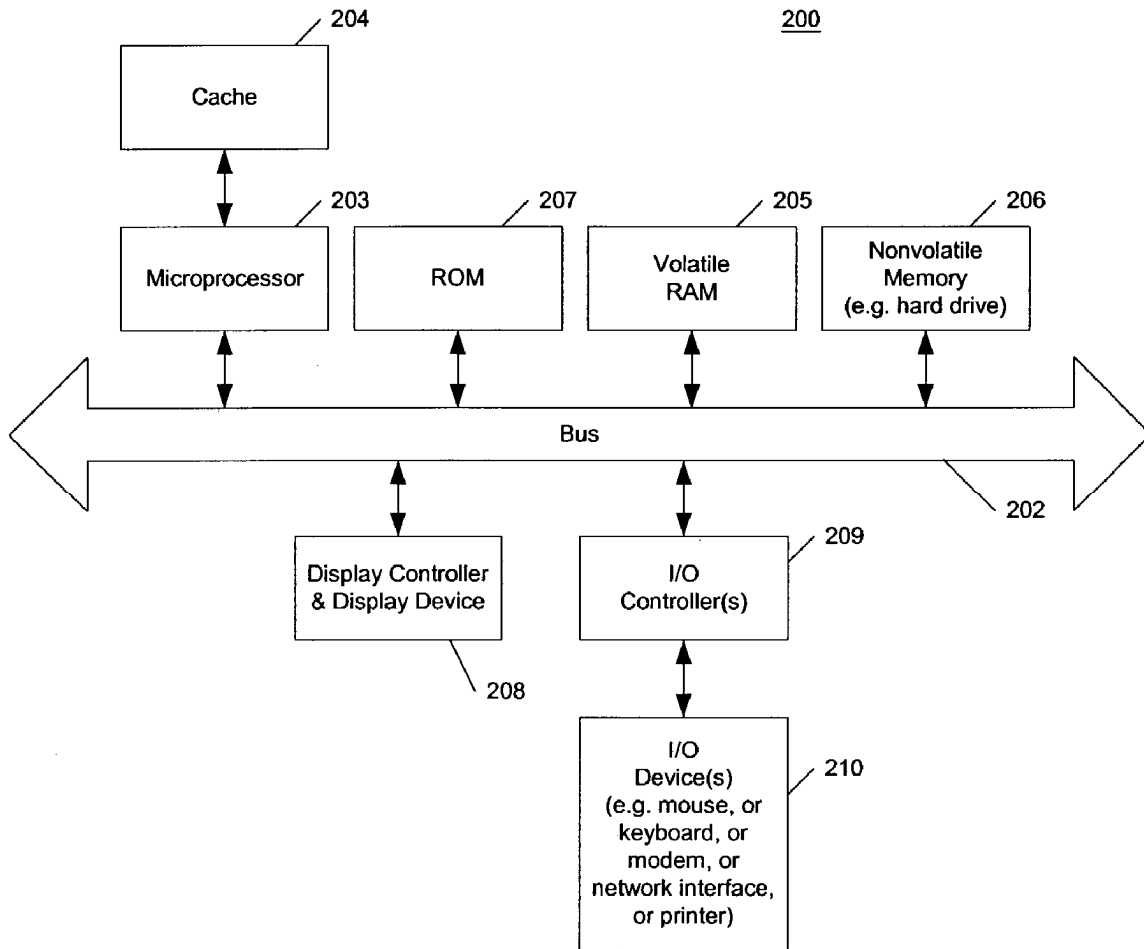 204
200
Cache
203
207
205
206
Microprocessor
ROM
Volatile
RAM
Nonvolatile
Memory
(e.g. hard drive)
Bus
202
Display Controller
& Display Device
208
I/O
Controller(s)
209
I/O
Device(s)
(e.g. mouse, or
keyboard, or
modem, or
network interface,
or printer)
210